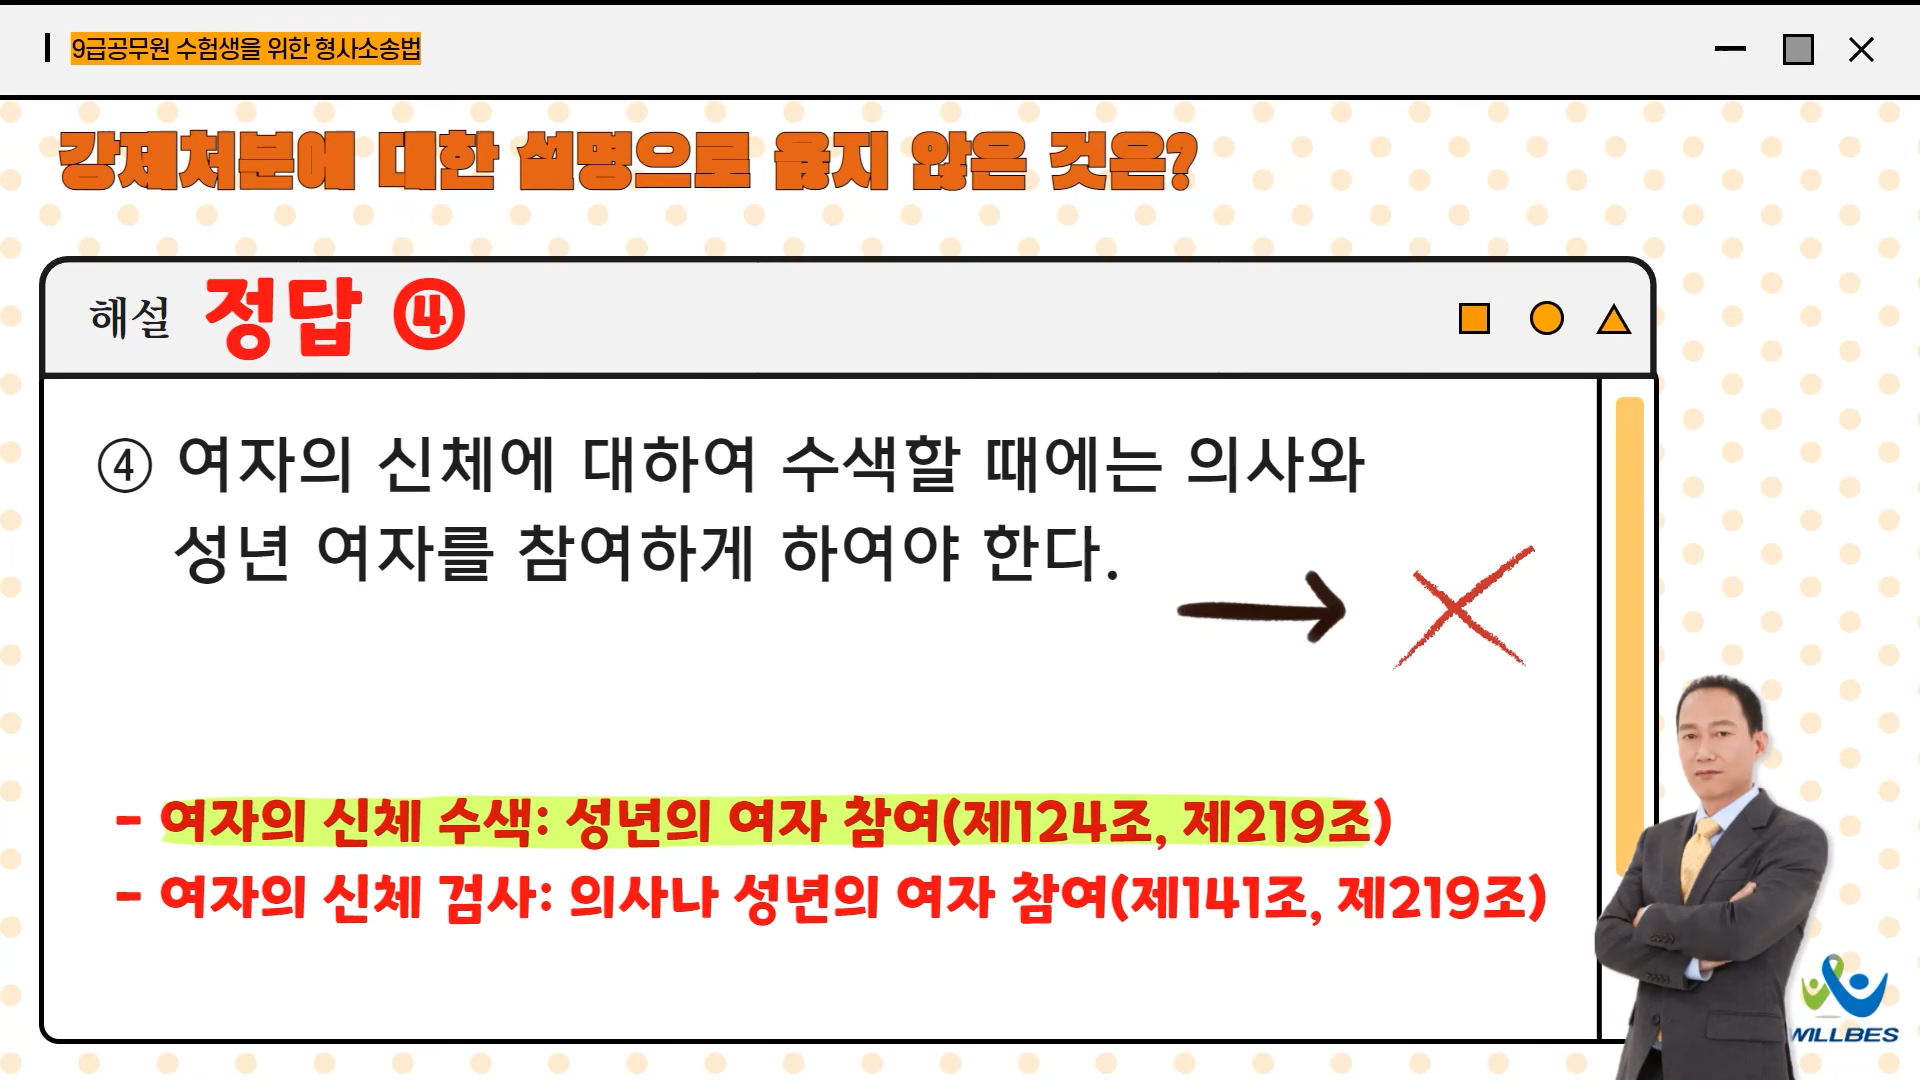 9급공무원 수험생을 위한 형사소송법
강제처분에 대한 설명으로 옳지 않은 것은?
해설 정답 ④
④ 여자의 신체에 대하여 수색할 때에는 의사와
성년 여자를 참여하게 하여야 한다.
- 여자의 신체 수색: 성년의 여자 참여(제124조, 제219조)
- 여자의 신체 검사: 의사나 성년의 여자 참여(제141조, 제219조)
WILLBES